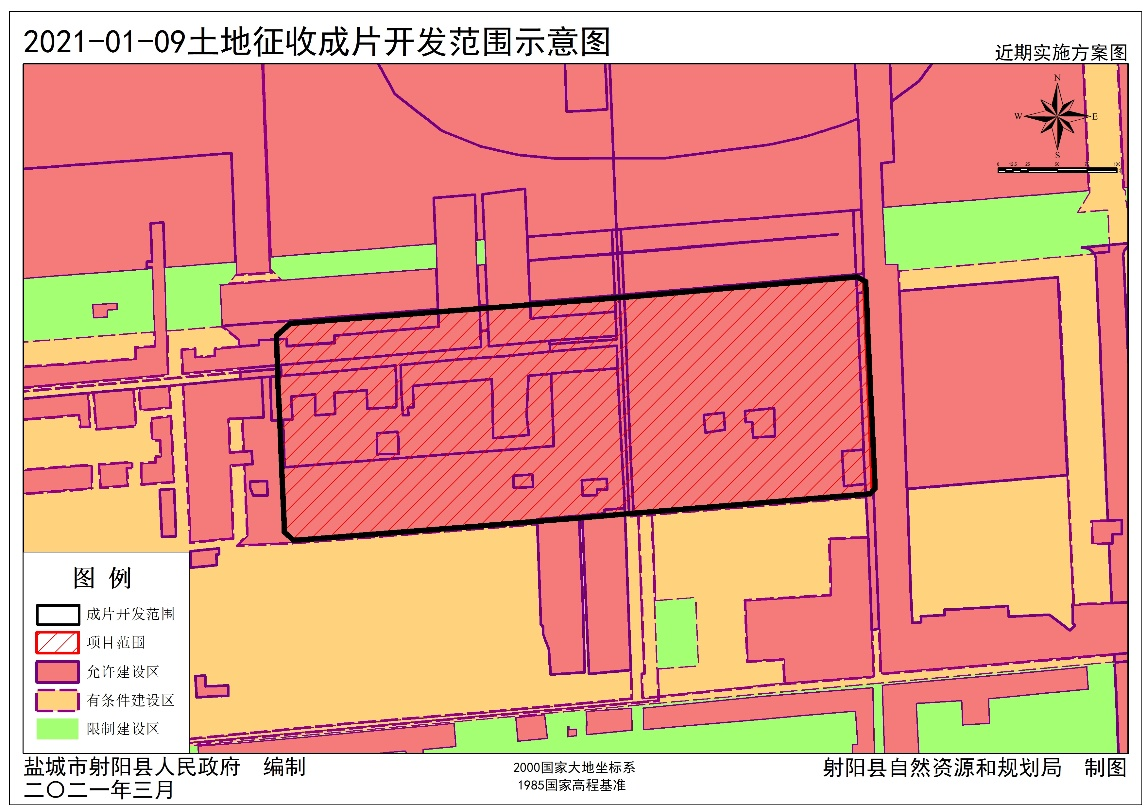 2021-01-09土地征收成片开发范围示意图
近期实施方案图
N
W E
S
图 例
成片开发范围
项目范围
允许建设区
有条件建设区
限制建设区
盐城市射阳县人民政府 编制
二〇二一年三月
2000国家大地坐标系
1985国家高程基准
射阳县自然资源和规划局 制图